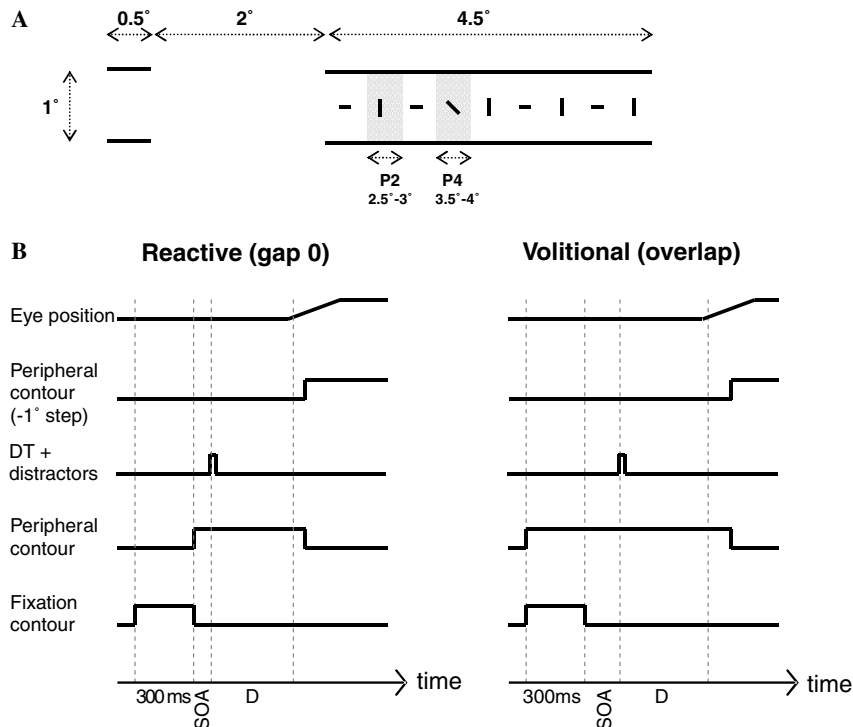 A
0.5° 2° 4.5°
1°
P2 P4
2.5°-3° 3.5°-4°
B
Reactive (gap 0) Volitional (overlap)
Eye position
Peripheral
contour
(-1° step)
DT +
distractors
Peripheral
contour
Fixation
contour
time time
300ms SOA D 300ms SOA D